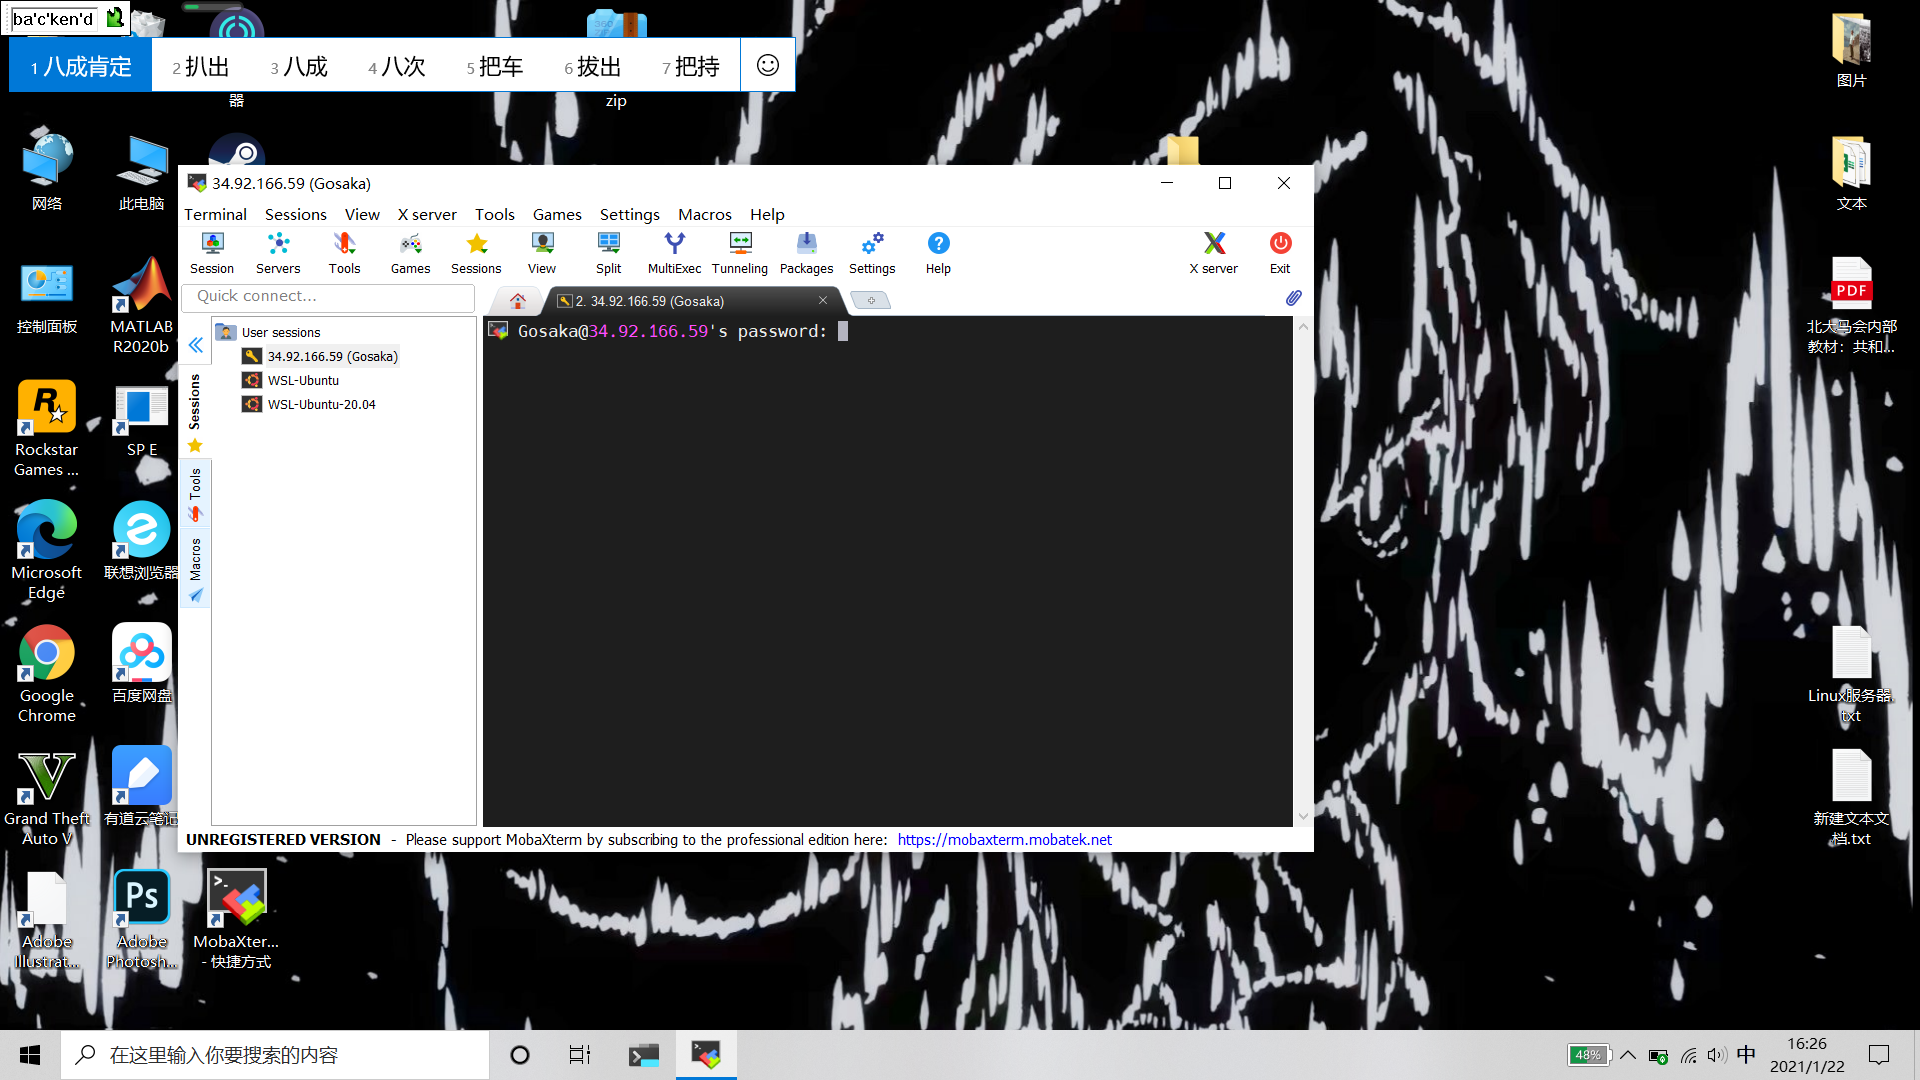 ba'c'ken'd
1 八成肯定 2 扒出 3 八成 4 八次 5 把车 6 拔出 7 把持
器
zip
图片
网络
此电脑
文本
34.92.166.59 (Gosaka)
Terminal Sessions View X server Tools Games Settings Macros Help
Session Servers Tools Games Sessions View Split MultiExec Tunneling Packages Settings Help X server Exit
Quick connect...
2. 34.92.166.59 (Gosaka)
User sessions
34.92.166.59 (Gosaka)
WSL-Ubuntu
WSL-Ubuntu-20.04
Sessions
Tools
Macros
Gosaka@34.92.166.59's password:
UNREGISTERED VERSION - Please support MobaXterm by subscribing to the professional edition here: https://mobaxterm.mobatek.net
控制面板
MATLAB
R2020b
PDF
北大马会内部
教材：共和...
Rockstar
Games ...
SP E
Microsoft
Edge
联想浏览器
Google
Chrome
百度网盘
Linux服务器.
txt
Grand Theft
Auto V
有道云笔记
新建文本文
档.txt
Ps
Adobe
Illustrat...
Adobe
Photosh...
MobaXter...
- 快捷方式
在这里输入你要搜索的内容
48%
中
16:26
2021/1/22